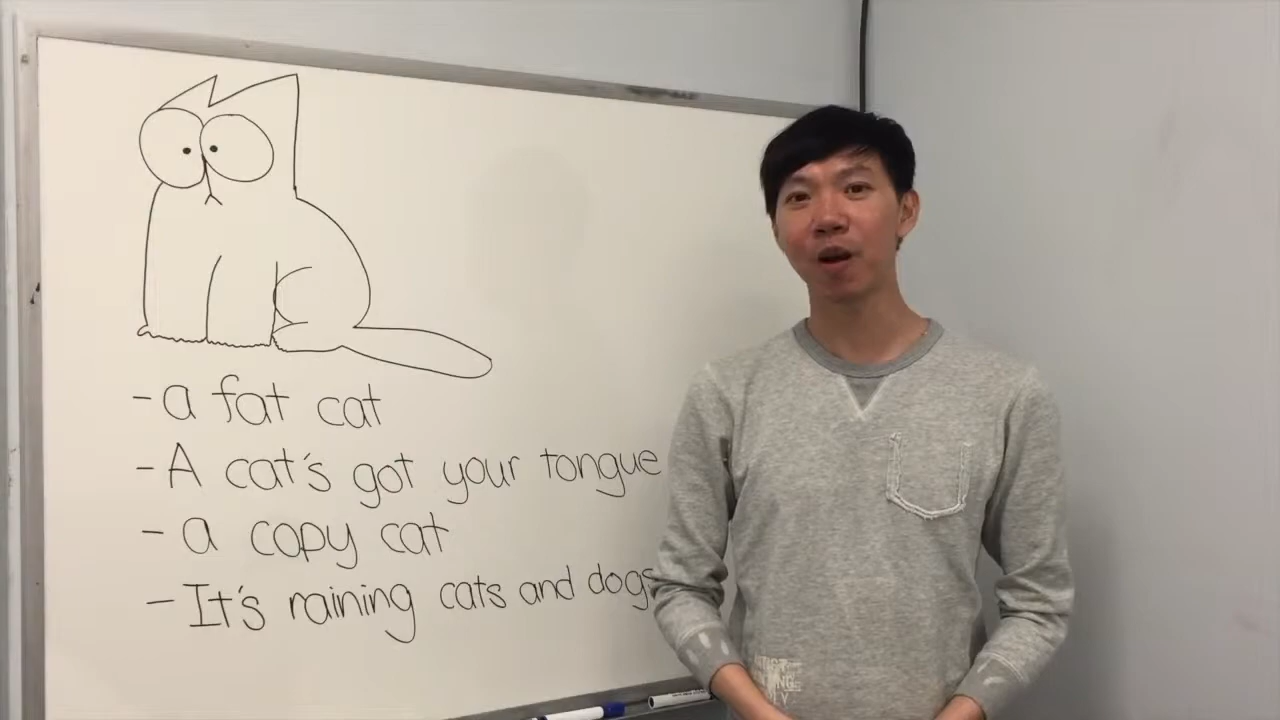 - a fat cat
- A cat's got your tongue
- a copy cat
- It's raining cats and dogs